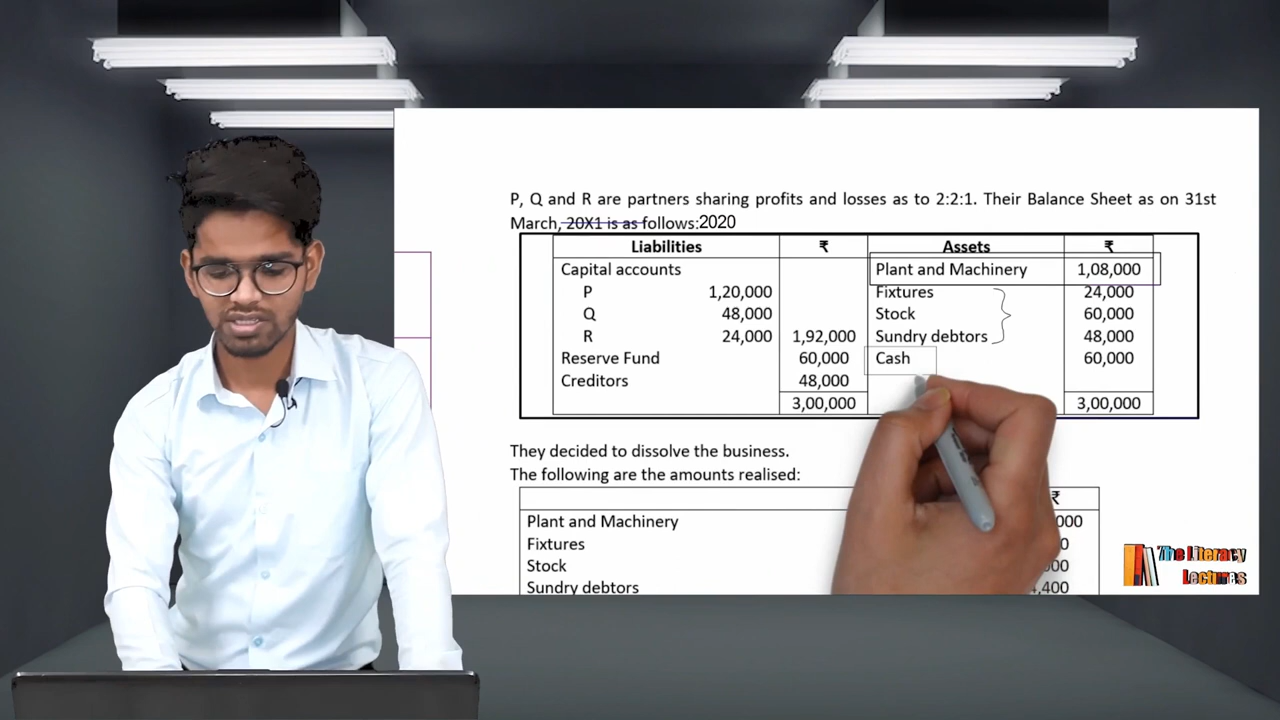 P, Q and R are partners sharing profits and losses as to 2:2:1. Their Balance Sheet as on 31st
March, 20X1 is as follows:2020
Liabilities ₹ Assets ₹
Capital accounts Plant and Machinery 1,08,000
P 1,20,000 Fixtures 24,000
Q 48,000 Stock 60,000
R 24,000 1,92,000 Sundry debtors 48,000
Reserve Fund 60,000 Cash 60,000
Creditors 48,000
3,00,000 3,00,000
They decided to dissolve the business.
The following are the amounts realised:
₹
Plant and Machinery
Fixtures
Stock
Sundry debtors
The Literacy
Lectures